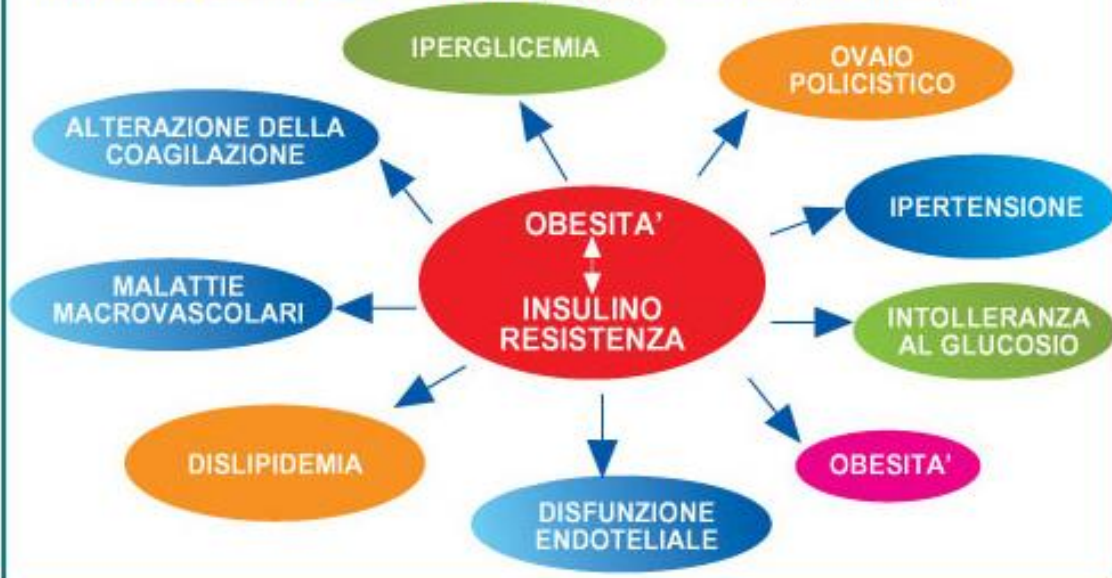 IPERGLICEMIA
OVAIO
POLICISTICO
ALTERAZIONE DELLA
COAGILAZIONE
IPERTENSIONE
OBESITA'
INSULINO
RESISTENZA
MALATTIE
MACROVASCOLARI
INTOLLERANZA
AL GLUCOSIO
DISLIPIDEMIA
OBESITA'
DISFUNZIONE
ENDOTELIALE